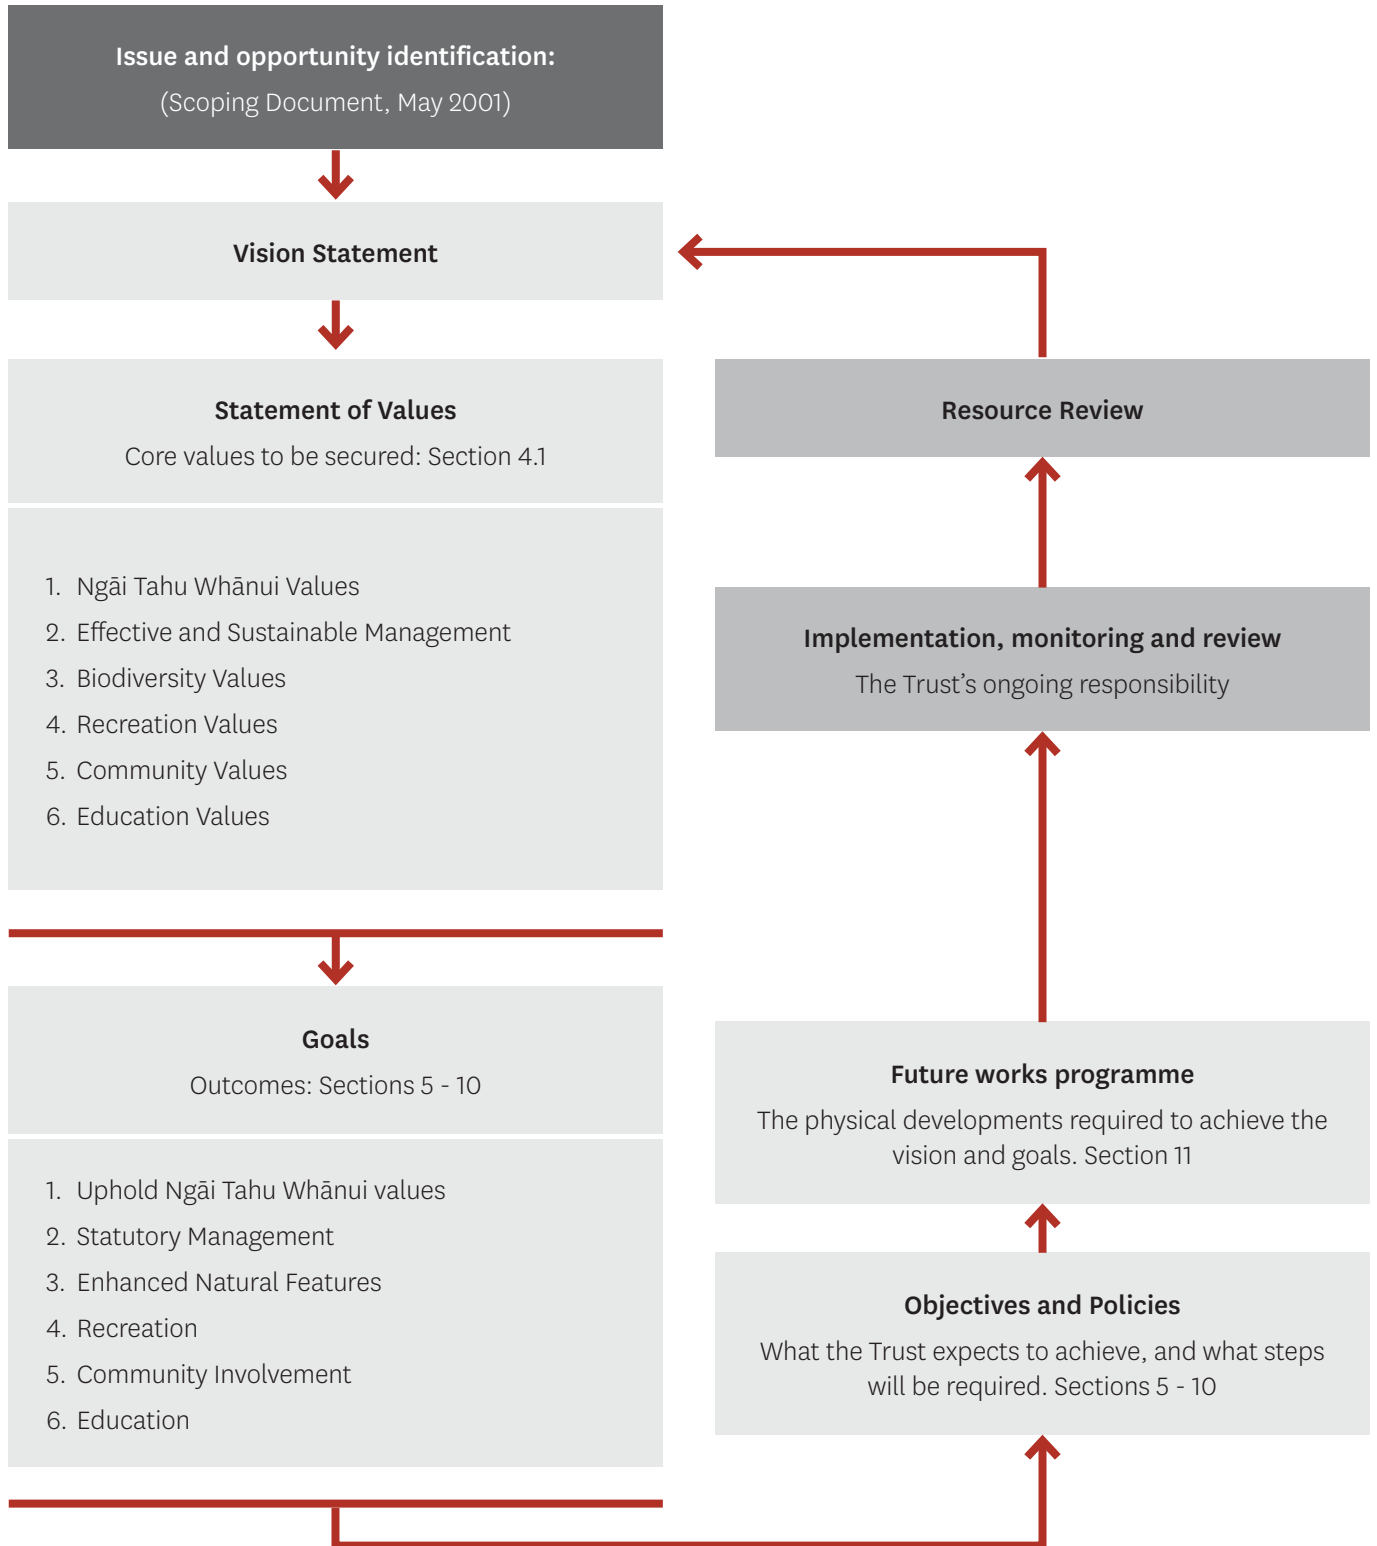 Issue and opportunity identification:
(Scoping Document, May 2001)
Vision Statement
Statement of Values
Core values to be secured: Section 4.1
1. Ngāi Tahu Whānui Values
2. Effective and Sustainable Management
3. Biodiversity Values
4. Recreation Values
5. Community Values
6. Education Values
Goals
Outcomes: Sections 5 - 10
1. Uphold Ngāi Tahu Whānui values
2. Statutory Management
3. Enhanced Natural Features
4. Recreation
5. Community Involvement
6. Education
Objectives and Policies
What the Trust expects to achieve, and what steps
will be required. Sections 5 - 10
Future works programme
The physical developments required to achieve the
vision and goals. Section 11
Implementation, monitoring and review
The Trust’s ongoing responsibility
Resource Review